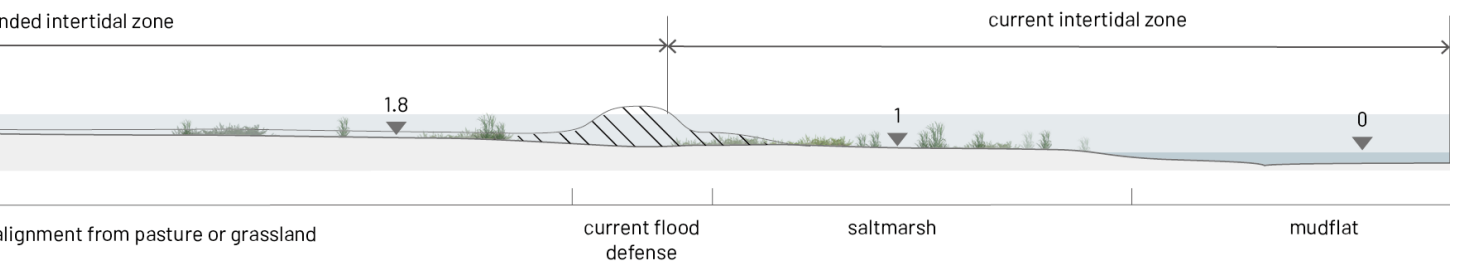 nded intertidal zone
current intertidal zone
1.8
1
0
alignment from pasture or grassland
current flood
defense
saltmarsh
mudflat